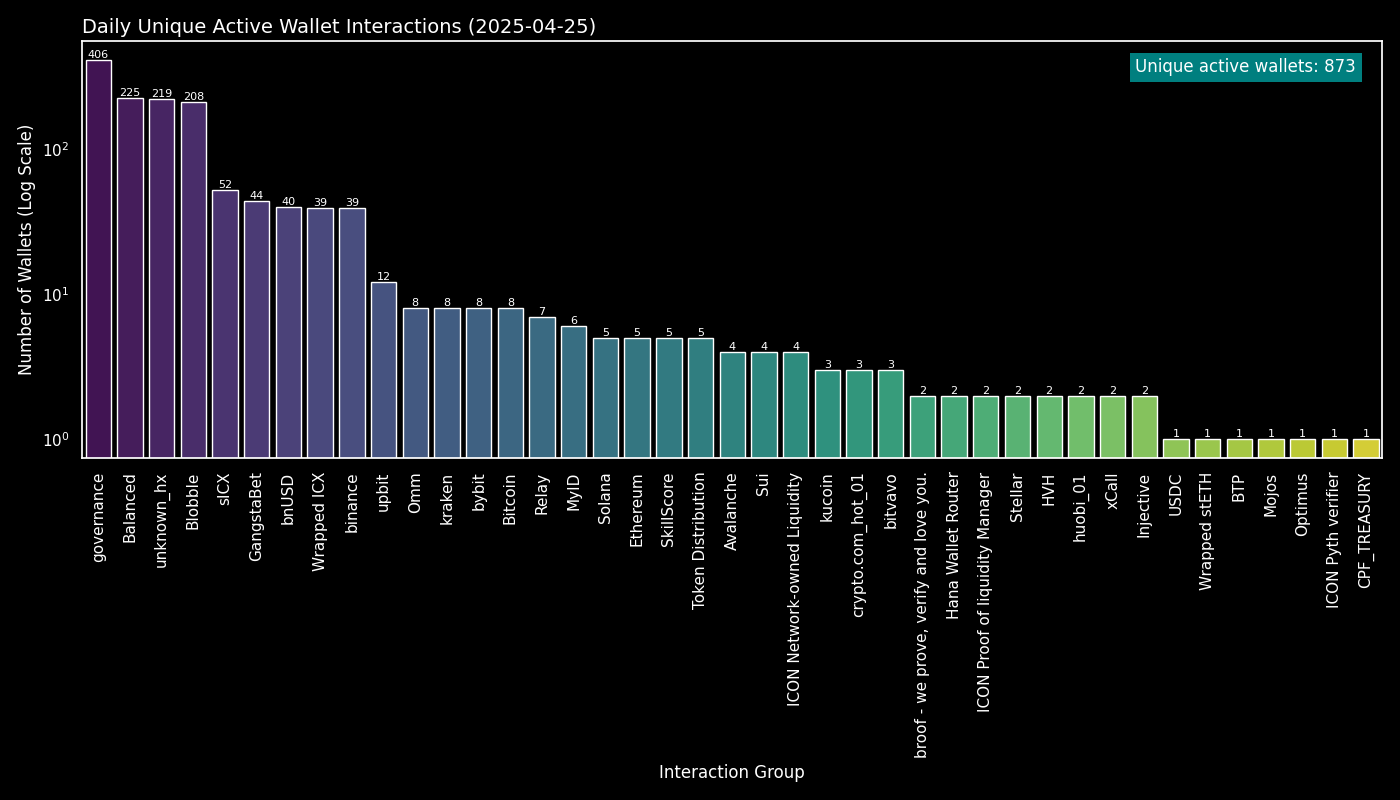 Daily Unique Active Wallet Interactions (2025-04-25)
Unique active wallets: 873
Number of Wallets (Log Scale)
10²
10¹
10⁰
406
225
219
208
52
44
40
39
39
12
8
8
8
8
7
6
5
5
5
5
4
4
4
3
3
3
2
2
2
2
2
2
2
2
1
1
1
1
1
1
1
governance
Balanced
unknown_hx
Blobble
sICX
GangstaBet
bnUSD
Wrapped ICX
binance
upbit
Omm
kraken
bybit
Bitcoin
Relay
MyID
Solana
Ethereum
SkillScore
Token Distribution
Avalanche
Sui
ICON Network-owned Liquidity
kucoin
crypto.com_hot_01
bitvavo
broof - we prove, verify and love you.
Hana Wallet Router
ICON Proof of liquidity Manager
Stellar
HVH
huobi_01
xCall
Injective
USDC
Wrapped stETH
BTP
Mojos
Optimus
ICON Pyth verifier
CPF_TREASURY
Interaction Group